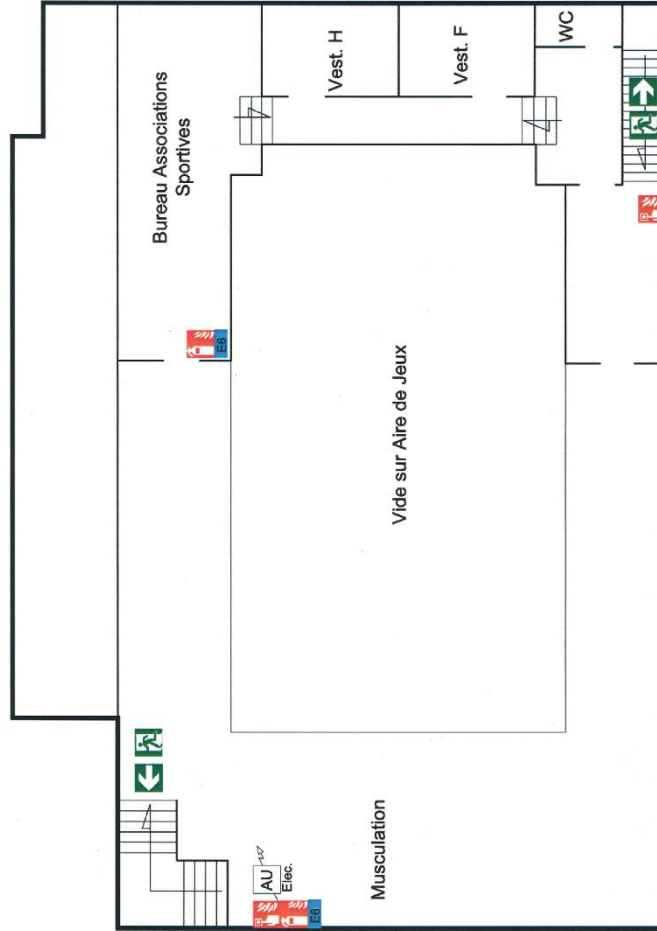 Bureau Associations
Sportives
Vest. H
Vest. F
WC
E6
Vide sur Aire de Jeux
Musculation
AU
Elec.
E6